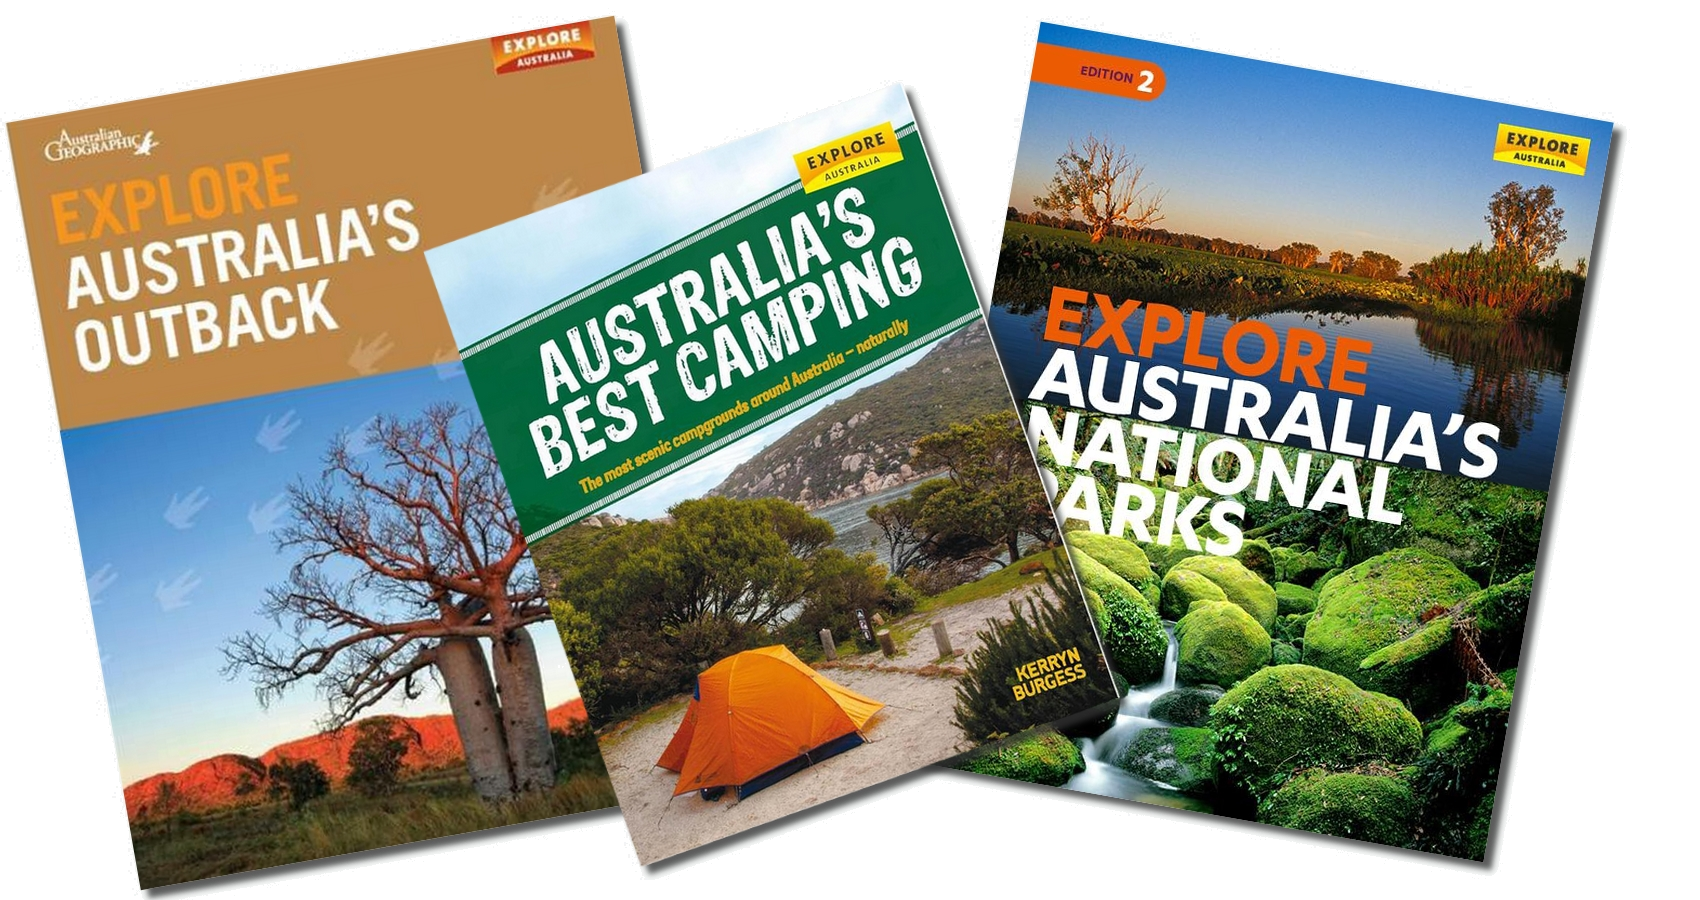 EXPLORE
AUSTRALIA
Australian
GEOGRAPHIC
EXPLORE
AUSTRALIA'S
OUTBACK
EXPLORE
AUSTRALIA
AUSTRALIA'S
BEST CAMPING
The most scenic campgrounds around Australia – naturally
KERRYN
BURGESS
EDITION 2
EXPLORE
AUSTRALIA
EXPLORE
AUSTRALIA'S
NATIONAL
PARKS